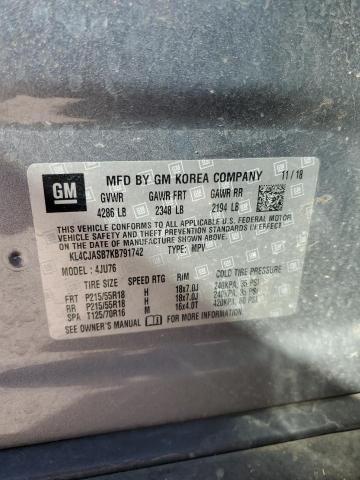 GM
MFD BY GM KOREA COMPANY 11/18
GVWR GAWR FRT GAWR RR
4286 LB 2348 LB 2194 LB
THIS VEHICLE CONFORMS TO ALL APPLICABLE U.S. FEDERAL MOTOR
VEHICLE SAFETY, BUMPER, AND THEFT PREVENTION STANDARDS IN
EFFECT ON THE DATE OF MANUFACTURE SHOWN ABOVE.
KL4CJASB7KB791742 TYPE: MPV
MODEL: 4JU76
TIRE SIZE SPEED RTG RIM COLD TIRE PRESSURE
FRT P215/55R18 H 18x7.0J 240KPA, 35 PSI
RR P215/55R18 H 18x7.0J 240KPA, 35 PSI
SPA T125/70R16 M 16x4.0T 420KPA, 60 PSI
SEE OWNER'S MANUAL FOR MORE INFORMATION.